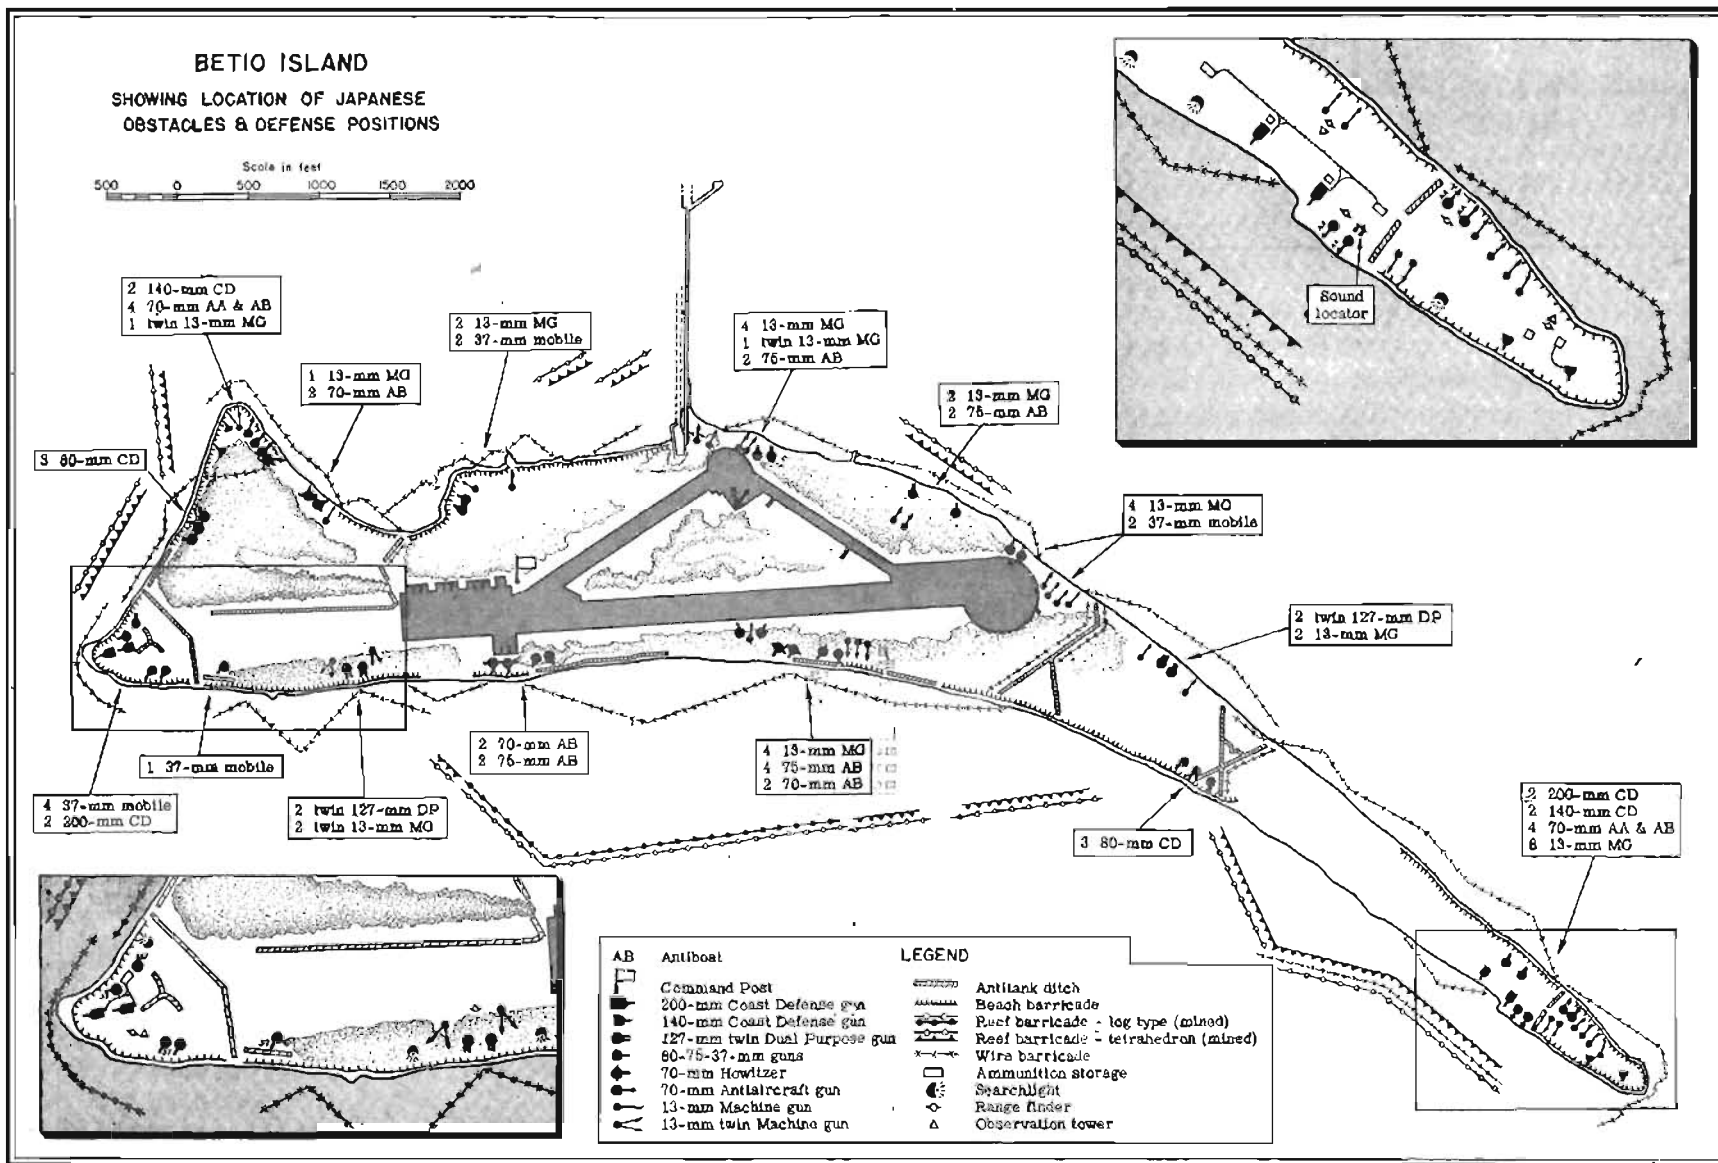 BETIO ISLAND
SHOWING LOCATION OF JAPANESE
OBSTACLES & DEFENSE POSITIONS
Scale in feet
500 0 500 1000 1500 2000
2 140-mm CD
4 70-mm AA & AB
1 twin 13-mm MG
2 13-mm MG
2 37-mm mobile
4 13-mm MG
1 twin 13-mm MG
2 75-mm AB
1 13-mm MG
2 70-mm AB
2 13-mm MG
2 75-mm AB
3 80-mm CD
4 13-mm MG
2 37-mm mobile
2 twin 127-mm DP
2 13-mm MG
Sound
locator
2 70-mm AB
2 75-mm AB
4 13-mm MG
4 75-mm AB
2 70-mm AB
1 37-mm mobile
4 37-mm mobile
2 200-mm CD
2 twin 127-mm DP
2 twin 13-mm MG
3 80-mm CD
2 200-mm CD
2 140-mm CD
4 70-mm AA & AB
8 13-mm MG
LEGEND
AB Antiboat
Command Post
200-mm Coast Defense gun
140-mm Coast Defense gun
127-mm twin Dual Purpose gun
80-75-37-mm guns
70-mm Howitzer
70-mm Antiaircraft gun
13-mm Machine gun
13-mm twin Machine gun
Antitank ditch
Beach barricade
Reef barricade - log type (mined)
Reef barricade - tetrahedron (mined)
Wire barricade
Ammunition storage
Searchlight
Range finder
Observation tower